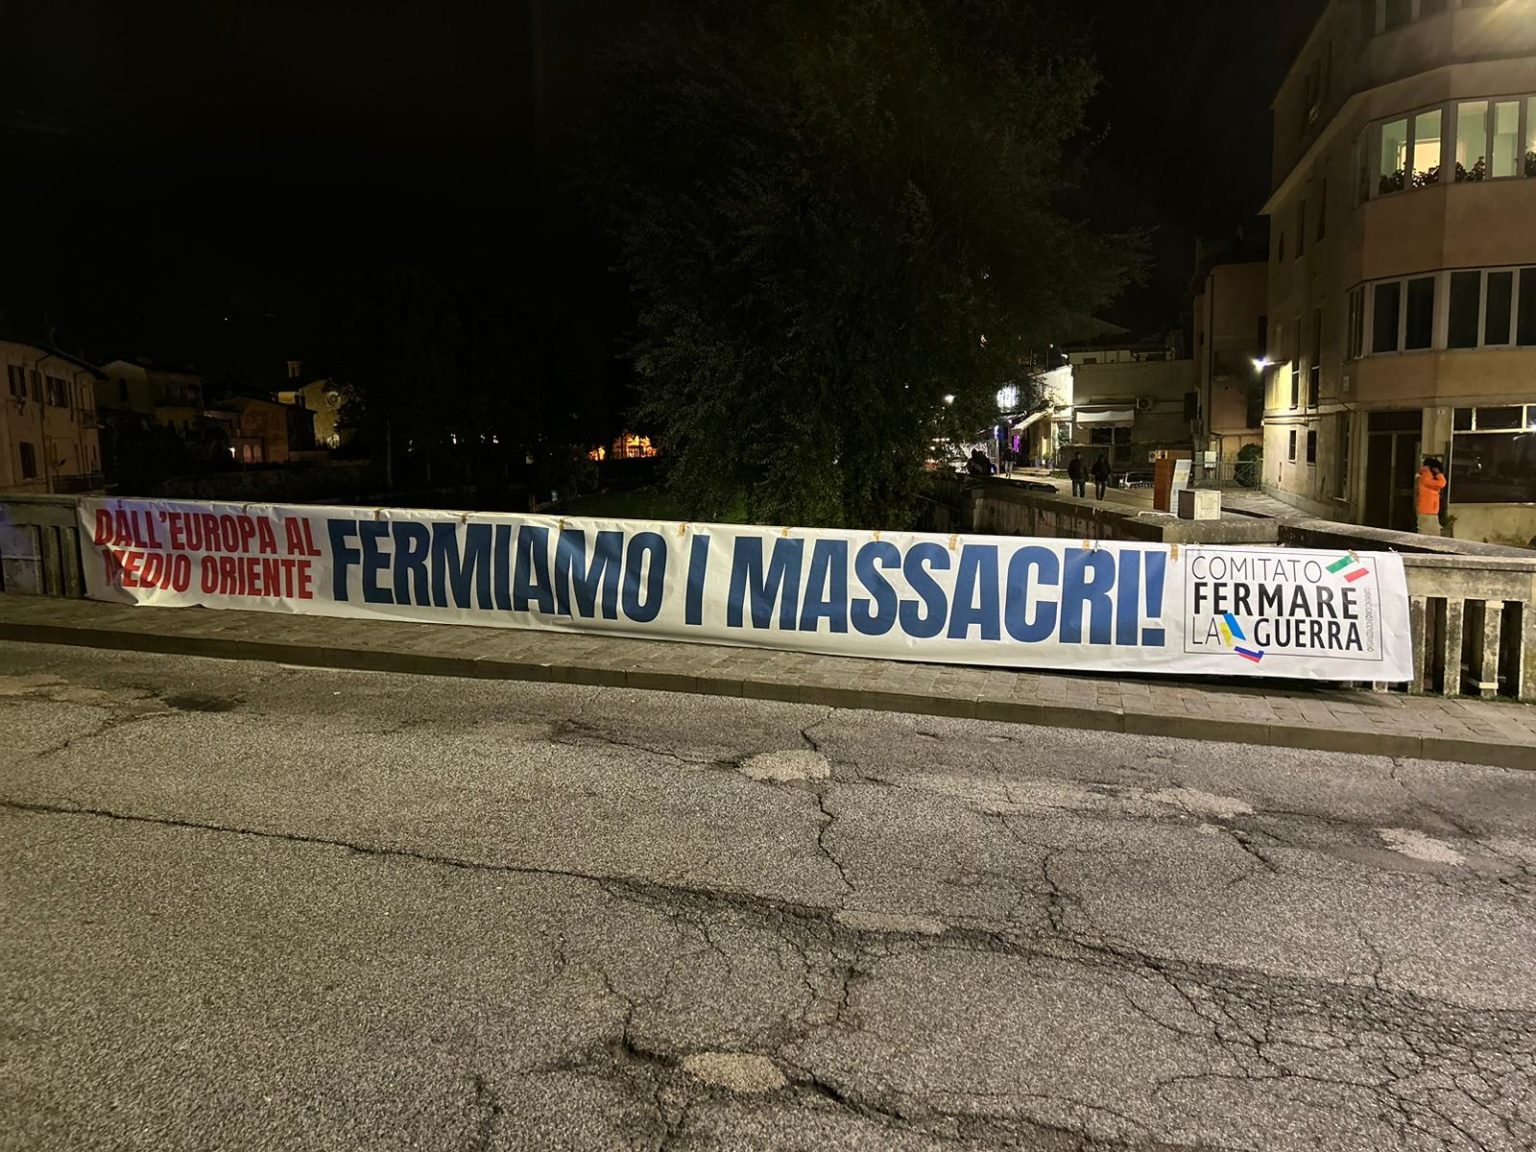 DALL'EUROPA AL
MEDIO ORIENTE
FERMIAMO I MASSACRI!
COMITATO
FERMARE
LA GUERRA